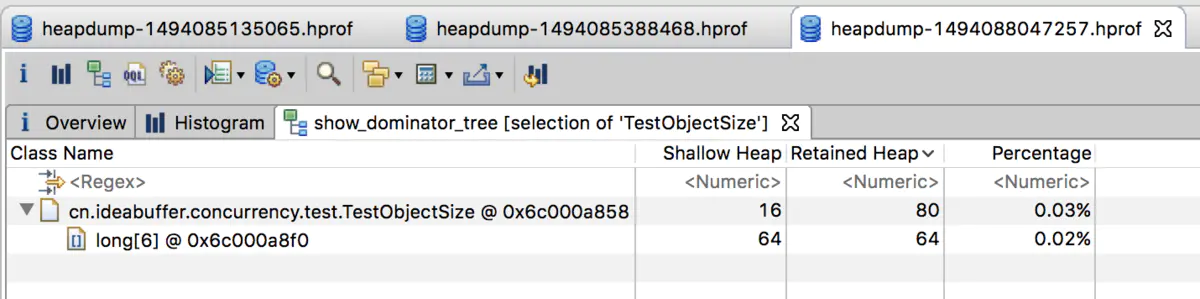 heapdump-1494085135065.hprof heapdump-1494085388468.hprof heapdump-1494088047257.hprof
i OQL
i Overview Histogram show_dominator_tree [selection of 'TestObjectSize']
Class Name Shallow Heap Retained Heap Percentage
<Regex> <Numeric> <Numeric> <Numeric>
cn.ideabuffer.concurrency.test.TestObjectSize @ 0x6c000a858 16 80 0.03%
long[6] @ 0x6c000a8f0 64 64 0.02%